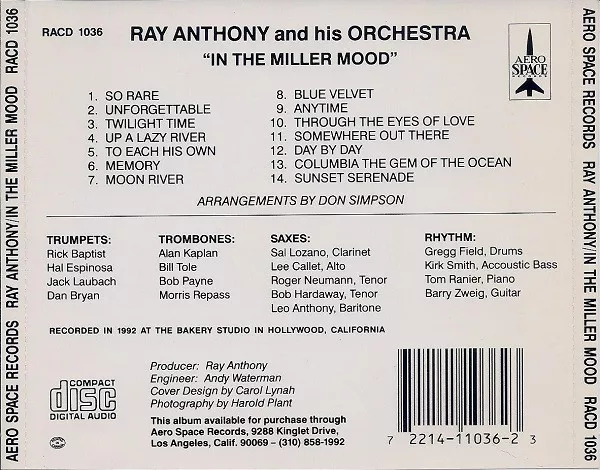 RACD 1036
RAY ANTHONY and his ORCHESTRA
"IN THE MILLER MOOD"
AERO
SPACE
RECORDS
1. SO RARE
2. UNFORGETTABLE
3. TWILIGHT TIME
4. UP A LAZY RIVER
5. TO EACH HIS OWN
6. MEMORY
7. MOON RIVER
8. BLUE VELVET
9. ANYTIME
10. THROUGH THE EYES OF LOVE
11. SOMEWHERE OUT THERE
12. DAY BY DAY
13. COLUMBIA THE GEM OF THE OCEAN
14. SUNSET SERENADE
ARRANGEMENTS BY DON SIMPSON
TRUMPETS:
Rick Baptist
Hal Espinosa
Jack Laubach
Dan Bryan
TROMBONES:
Alan Kaplan
Bill Tole
Bob Payne
Morris Repass
SAXES:
Sal Lozano, Clarinet
Lee Callet, Alto
Roger Neumann, Tenor
Bob Hardaway, Tenor
Leo Anthony, Baritone
RHYTHM:
Gregg Field, Drums
Kirk Smith, Accoustic Bass
Tom Ranier, Piano
Barry Zweig, Guitar
RECORDED IN 1992 AT THE BAKERY STUDIO IN HOLLYWOOD, CALIFORNIA
COMPACT
disc
DIGITAL AUDIO
Producer: Ray Anthony
Engineer: Andy Waterman
Cover Design by Carol Lynah
Photography by Harold Plant
This album available for purchase through
Aero Space Records, 9288 Kinglet Drive,
Los Angeles, Calif. 90069 – (310) 858-1992
7 72214-11036-2 3
AERO SPACE RECORDS RAY ANTHONY/IN THE MILLER MOOD RACD 1036
AERO SPACE RECORDS RAY ANTHONY/IN THE MILLER MOOD RACD 1036